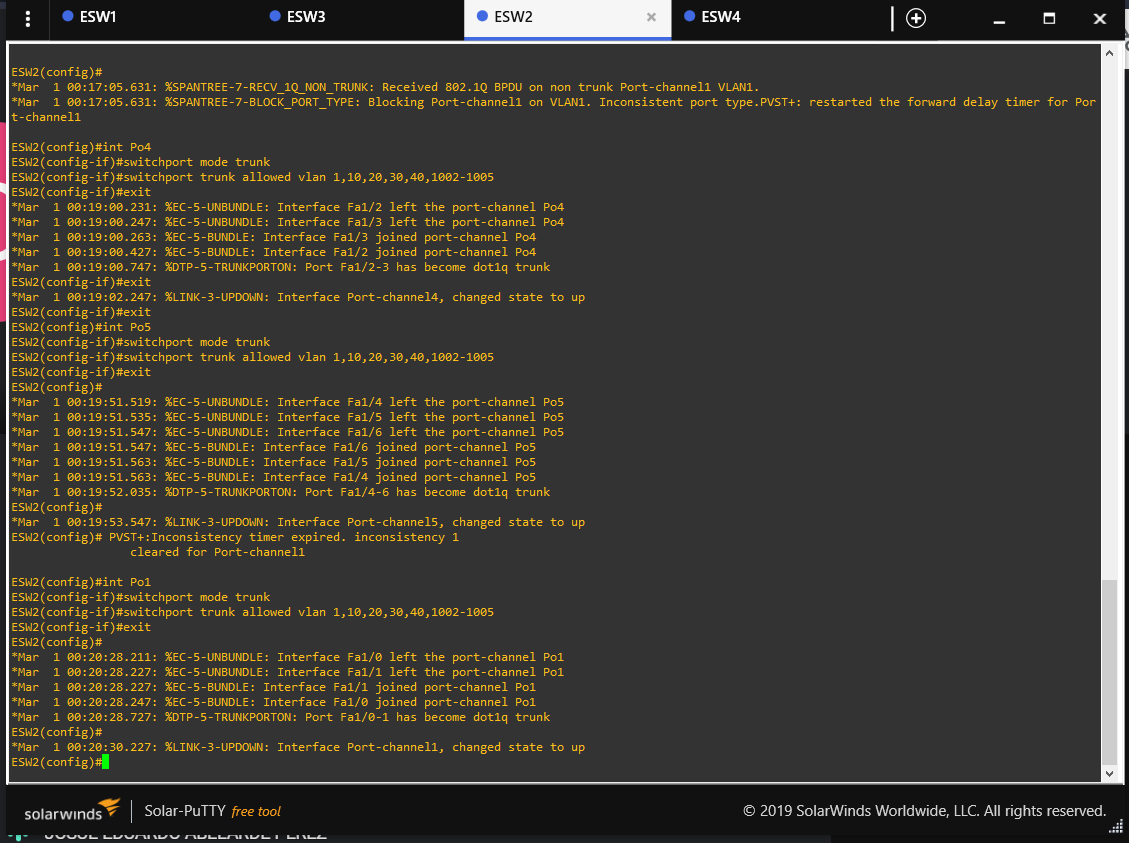 ESW1
ESW3
ESW2
ESW4
ESW2(config)#
*Mar  1 00:17:05.631: %SPANTREE-7-RECV_1Q_NON_TRUNK: Received 802.1Q BPDU on non trunk Port-channel1 VLAN1.
*Mar  1 00:17:05.631: %SPANTREE-7-BLOCK_PORT_TYPE: Blocking Port-channel1 on VLAN1. Inconsistent port type.PVST+: restarted the forward delay timer for Por
t-channel1
ESW2(config)#int Po4
ESW2(config-if)#switchport mode trunk
ESW2(config-if)#switchport trunk allowed vlan 1,10,20,30,40,1002-1005
ESW2(config-if)#exit
*Mar  1 00:19:00.231: %EC-5-UNBUNDLE: Interface Fa1/2 left the port-channel Po4
*Mar  1 00:19:00.247: %EC-5-UNBUNDLE: Interface Fa1/3 left the port-channel Po4
*Mar  1 00:19:00.263: %EC-5-BUNDLE: Interface Fa1/3 joined port-channel Po4
*Mar  1 00:19:00.427: %EC-5-BUNDLE: Interface Fa1/2 joined port-channel Po4
*Mar  1 00:19:00.747: %DTP-5-TRUNKPORTON: Port Fa1/2-3 has become dot1q trunk
ESW2(config-if)#exit
*Mar  1 00:19:02.247: %LINK-3-UPDOWN: Interface Port-channel4, changed state to up
ESW2(config-if)#exit
ESW2(config)#int Po5
ESW2(config-if)#switchport mode trunk
ESW2(config-if)#switchport trunk allowed vlan 1,10,20,30,40,1002-1005
ESW2(config-if)#exit
ESW2(config)#
*Mar  1 00:19:51.519: %EC-5-UNBUNDLE: Interface Fa1/4 left the port-channel Po5
*Mar  1 00:19:51.535: %EC-5-UNBUNDLE: Interface Fa1/5 left the port-channel Po5
*Mar  1 00:19:51.547: %EC-5-UNBUNDLE: Interface Fa1/6 left the port-channel Po5
*Mar  1 00:19:51.547: %EC-5-BUNDLE: Interface Fa1/6 joined port-channel Po5
*Mar  1 00:19:51.563: %EC-5-BUNDLE: Interface Fa1/5 joined port-channel Po5
*Mar  1 00:19:51.563: %EC-5-BUNDLE: Interface Fa1/4 joined port-channel Po5
*Mar  1 00:19:52.035: %DTP-5-TRUNKPORTON: Port Fa1/4-6 has become dot1q trunk
ESW2(config)#
*Mar  1 00:19:53.547: %LINK-3-UPDOWN: Interface Port-channel5, changed state to up
ESW2(config)# PVST+:Inconsistency timer expired. inconsistency 1
cleared for Port-channel1
ESW2(config)#int Po1
ESW2(config-if)#switchport mode trunk
ESW2(config-if)#switchport trunk allowed vlan 1,10,20,30,40,1002-1005
ESW2(config-if)#exit
ESW2(config)#
*Mar  1 00:20:28.211: %EC-5-UNBUNDLE: Interface Fa1/0 left the port-channel Po1
*Mar  1 00:20:28.227: %EC-5-UNBUNDLE: Interface Fa1/1 left the port-channel Po1
*Mar  1 00:20:28.227: %EC-5-BUNDLE: Interface Fa1/1 joined port-channel Po1
*Mar  1 00:20:28.247: %EC-5-BUNDLE: Interface Fa1/0 joined port-channel Po1
*Mar  1 00:20:28.727: %DTP-5-TRUNKPORTON: Port Fa1/0-1 has become dot1q trunk
ESW2(config)#
*Mar  1 00:20:30.227: %LINK-3-UPDOWN: Interface Port-channel1, changed state to up
ESW2(config)#
solarwinds
Solar-PuTTY free tool
© 2019 SolarWinds Worldwide, LLC. All rights reserved.